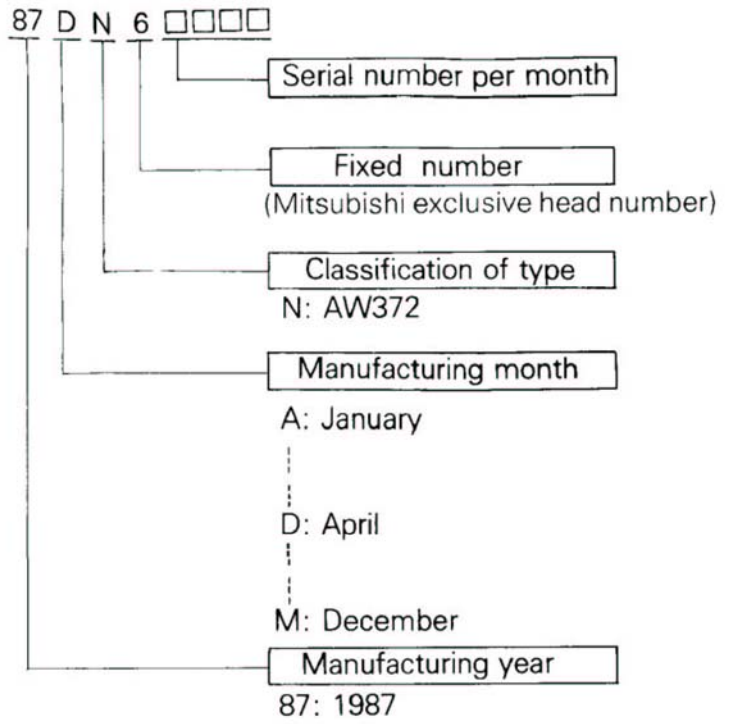 87 D N 6 □□□□
Serial number per month
Fixed number
(Mitsubishi exclusive head number)
Classification of type
N: AW372
Manufacturing month
A: January
D: April
M: December
Manufacturing year
87: 1987